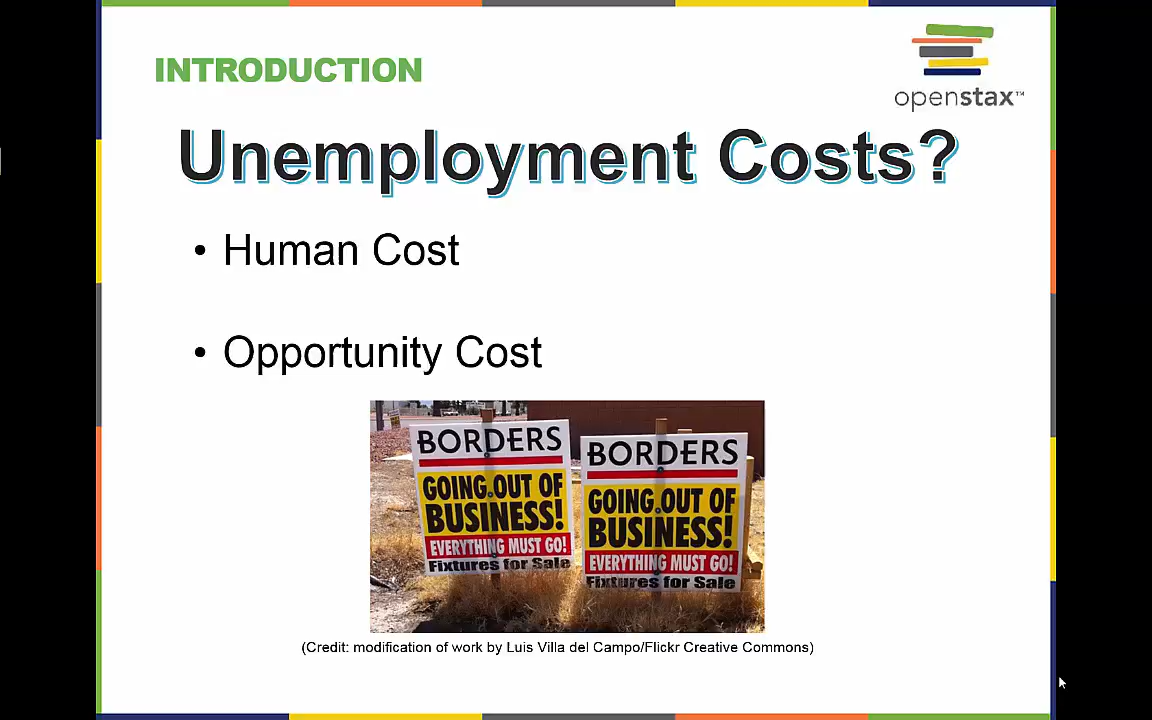 INTRODUCTION
openstax™
Unemployment Costs?
• Human Cost
• Opportunity Cost
BORDERS
GOING OUT OF
BUSINESS!
EVERYTHING MUST GO!
Fixtures for Sale
BORDERS
GOING OUT OF
BUSINESS!
EVERYTHING MUST GO!
Fixtures for Sale
(Credit: modification of work by Luis Villa del Campo/Flickr Creative Commons)